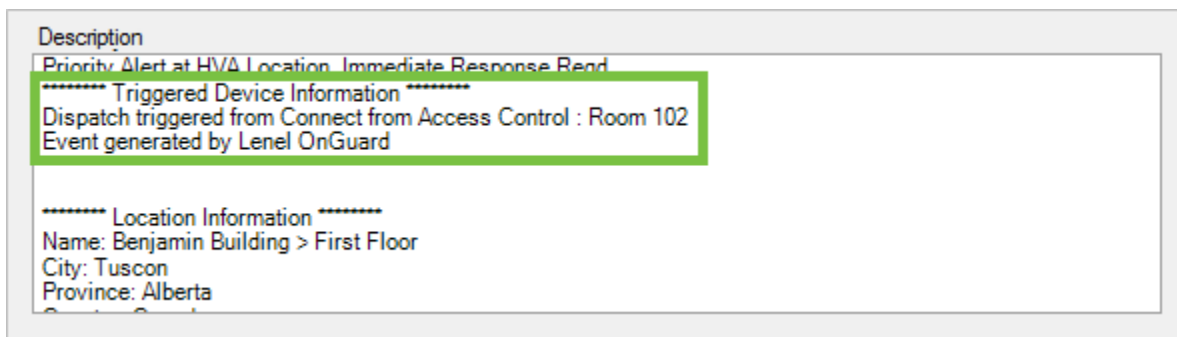 Description
Priority Alert at HVA Location. Immediate Response Reqd
******** Triggered Device Information ********
Dispatch triggered from Connect from Access Control : Room 102
Event generated by Lenel OnGuard
******** Location Information ********
Name: Benjamin Building > First Floor
City: Tuscon
Province: Alberta